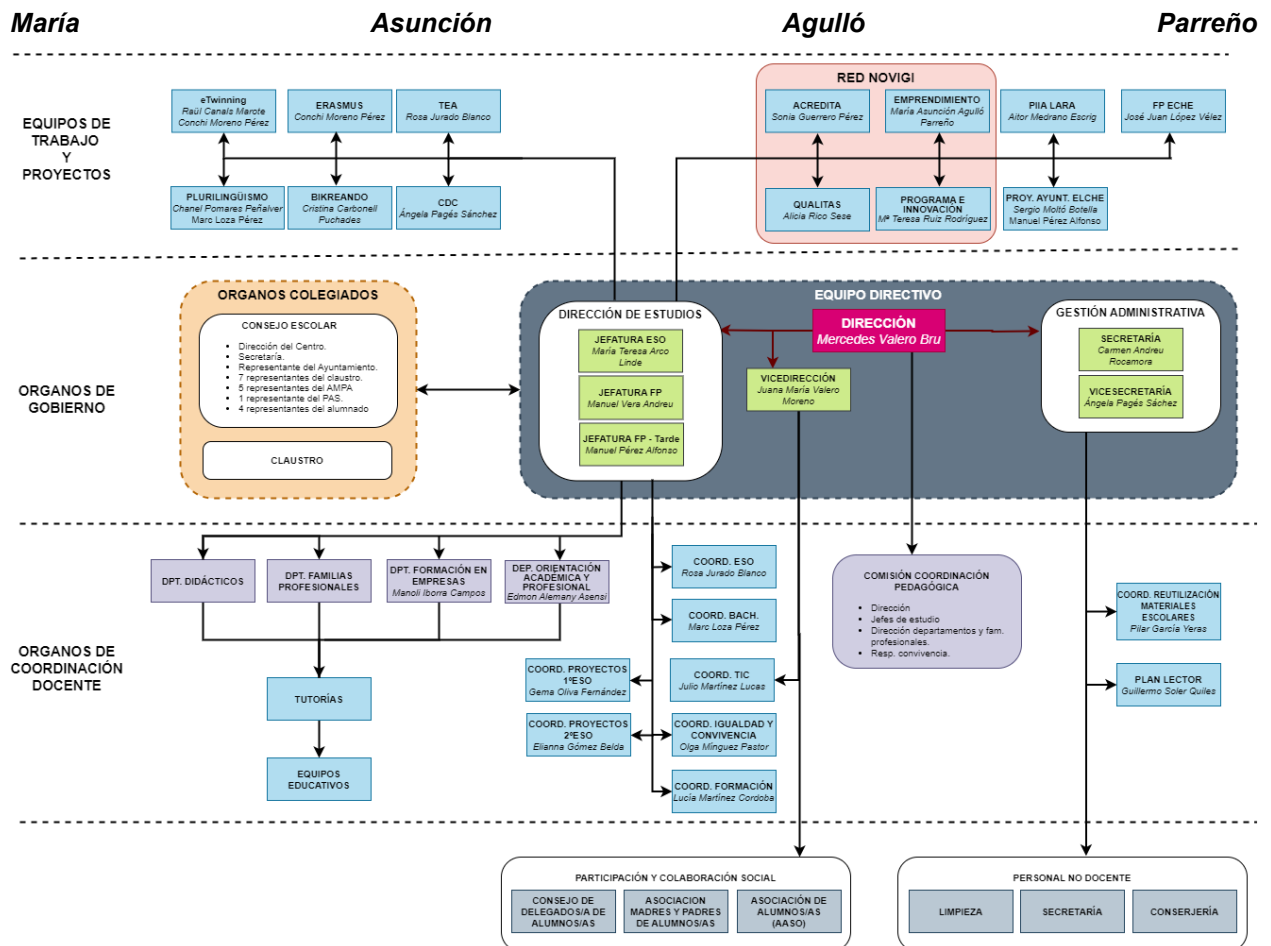 María Asunción Agulló Parreño
EQUIPOS DE
TRABAJO
Y
PROYECTOS
eTwinning
Raül Canals Marote
Conchi Moreno Pérez
ERASMUS
Conchi Moreno Pérez
TEA
Rosa Jurado Blanco
PLURILINGÜISMO
Chanel Pomares Peñalver
Marc Loza Pérez
BIKREANDO
Cristina Carbonell
Puchades
CDC
Ángela Pagés Sánchez
RED NOVIGI
ACREDITA
Sonia Guerrero Pérez
EMPRENDIMIENTO
María Asunción Agulló
Parreño
QUALITAS
Alicia Rico Sese
PROGRAMA E
INNOVACIÓN
Mª Teresa Ruiz Rodríguez
PIIA LARA
Aitor Medrano Escrig
FP ECHE
José Juan López Vélez
PROY. AYUNT. ELCHE
Sergio Moltó Botella
Manuel Pérez Alfonso
ORGANOS DE
GOBIERNO
ORGANOS COLEGIADOS
CONSEJO ESCOLAR
• Dirección del Centro.
• Secretaría.
• Representante del Ayuntamiento.
• 7 representantes del claustro.
• 5 representantes del AMPA
• 1 representante del PAS.
• 4 representantes del alumnado
CLAUSTRO
EQUIPO DIRECTIVO
DIRECCIÓN DE ESTUDIOS
JEFATURA ESO
María Teresa Arco
Linde
JEFATURA FP
Manuel Vera Andreu
JEFATURA FP - Tarde
Manuel Pérez Alfonso
DIRECCIÓN
Mercedes Valero Bru
VICEDIRECCIÓN
Juana María Valero
Moreno
GESTIÓN ADMINISTRATIVA
SECRETARÍA
Carmen Andreu
Rocamora
VICESECRETARÍA
Ángela Pagés Sáchez
ORGANOS DE
COORDINACIÓN
DOCENTE
DPT. DIDÁCTICOS
DPT. FAMILIAS
PROFESIONALES
DPT. FORMACIÓN EN
EMPRESAS
Manoli Iborra Campos
DEP. ORIENTACIÓN
ACADÉMICA Y
PROFESIONAL
Edmon Alemany Asensi
TUTORÍAS
EQUIPOS
EDUCATIVOS
COORD. ESO
Rosa Jurado Blanco
COORD. BACH.
Marc Loza Pérez
COORD. PROYECTOS
1ºESO
Gema Oliva Fernández
COORD. TIC
Julio Martínez Lucas
COORD. PROYECTOS
2ºESO
Elianna Gómez Belda
COORD. IGUALDAD Y
CONVIVENCIA
Olga Mínguez Pastor
COORD. FORMACIÓN
Lucía Martínez Cordoba
COMISIÓN COORDINACIÓN
PEDAGÓGICA
• Dirección
• Jefes de estudio
• Dirección departamentos y fam.
profesionales.
• Resp. convivencia.
COORD. REUTILIZACIÓN
MATERIALES
ESCOLARES
Pilar García Yeras
PLAN LECTOR
Guillermo Soler Quiles
PARTICIPACIÓN Y COLABORACIÓN SOCIAL
CONSEJO DE
DELEGADOS/A DE
ALUMNOS/AS
ASOCIACION
MADRES Y PADRES
DE ALUMNOS/AS
ASOCIACIÓN DE
ALUMNOS/AS
(AASO)
PERSONAL NO DOCENTE
LIMPIEZA
SECRETARÍA
CONSERJERÍA